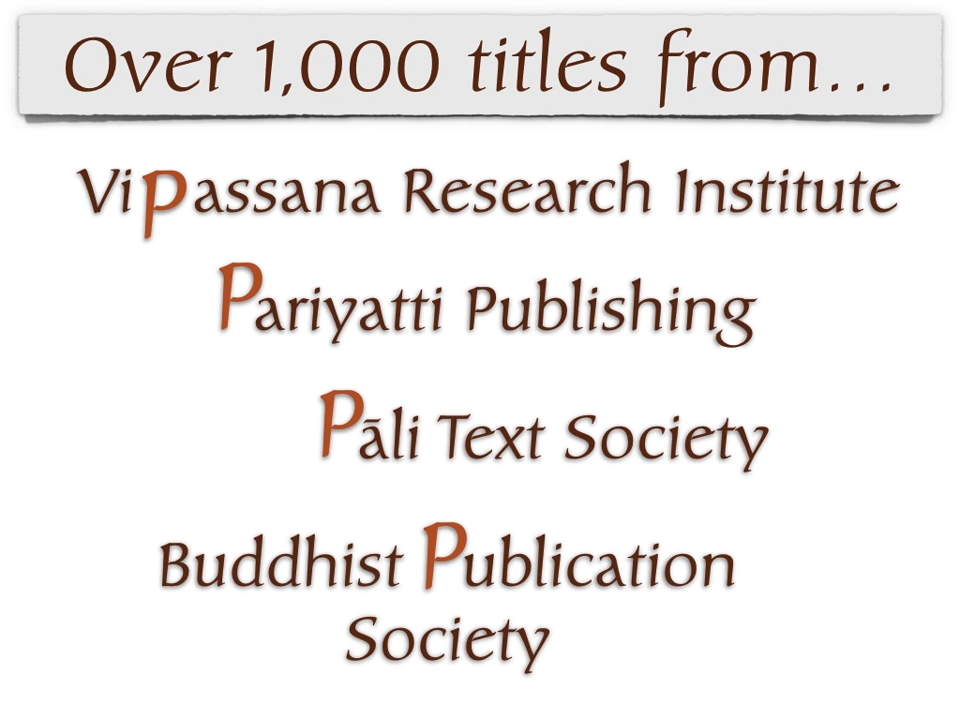 Over 1,000 titles from…
Vipassana Research Institute
Pariyatti Publishing
Pāli Text Society
Buddhist Publication
Society